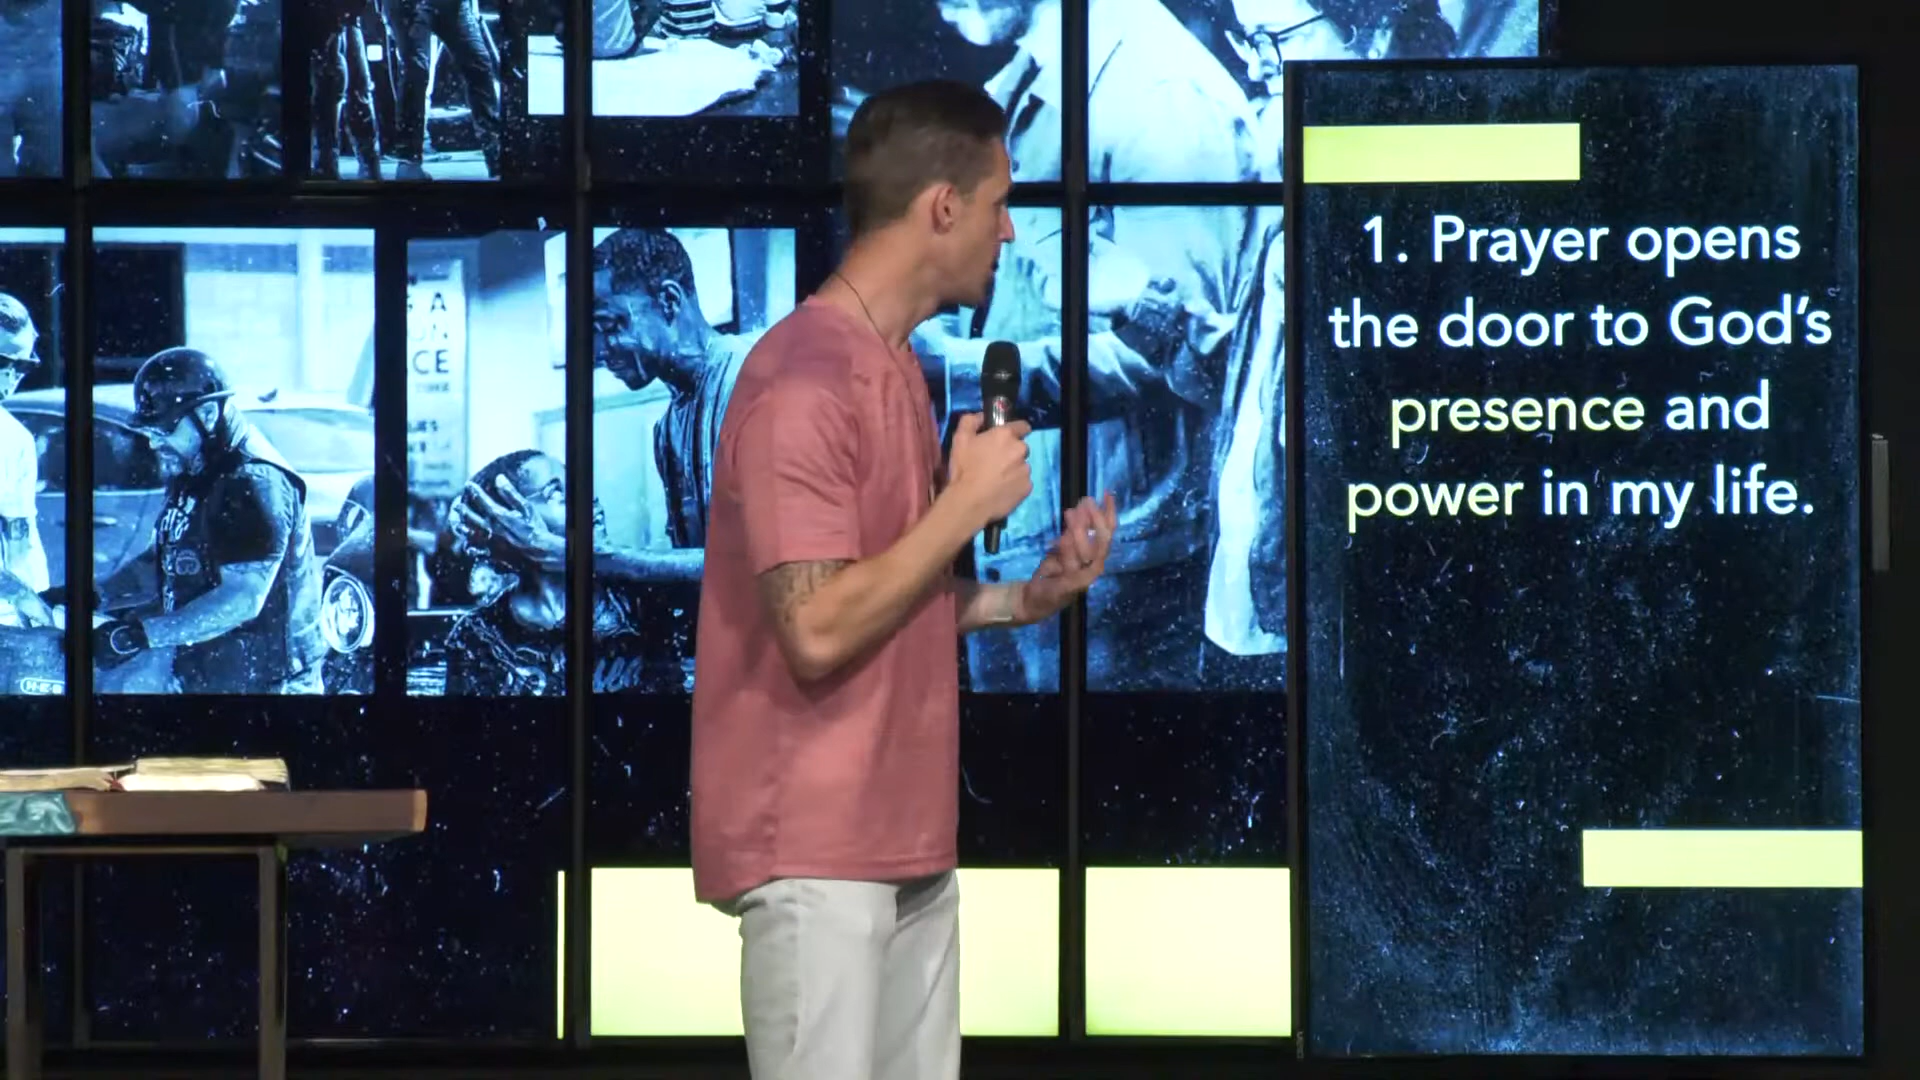 1. Prayer opens
the door to God's
presence and
power in my life.